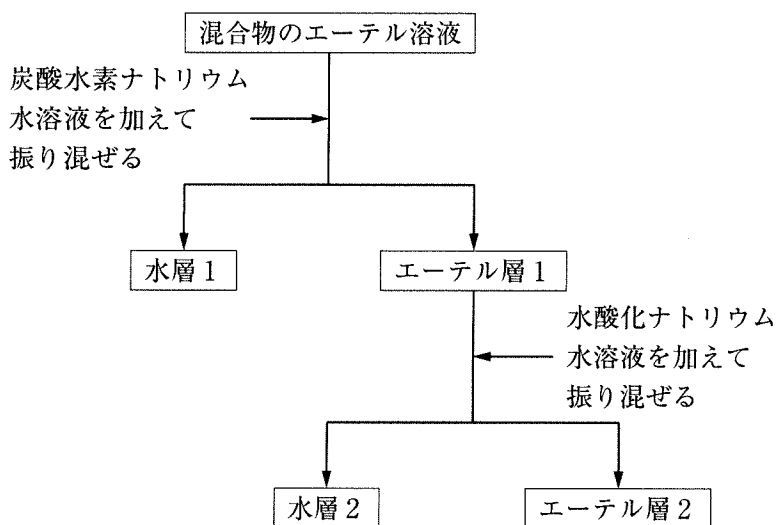 混合物のエーテル溶液
炭酸水素ナトリウム
水溶液を加えて
振り混ぜる
水層1
エーテル層1
水酸化ナトリウム
水溶液を加えて
振り混ぜる
水層2
エーテル層2